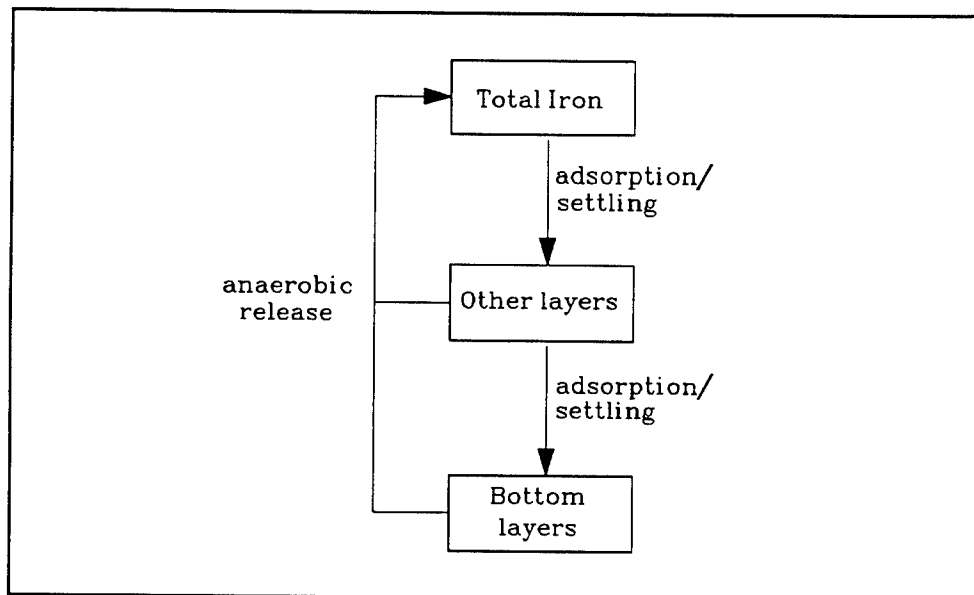 Total Iron
adsorption/
settling
anaerobic
release
Other layers
adsorption/
settling
Bottom
layers